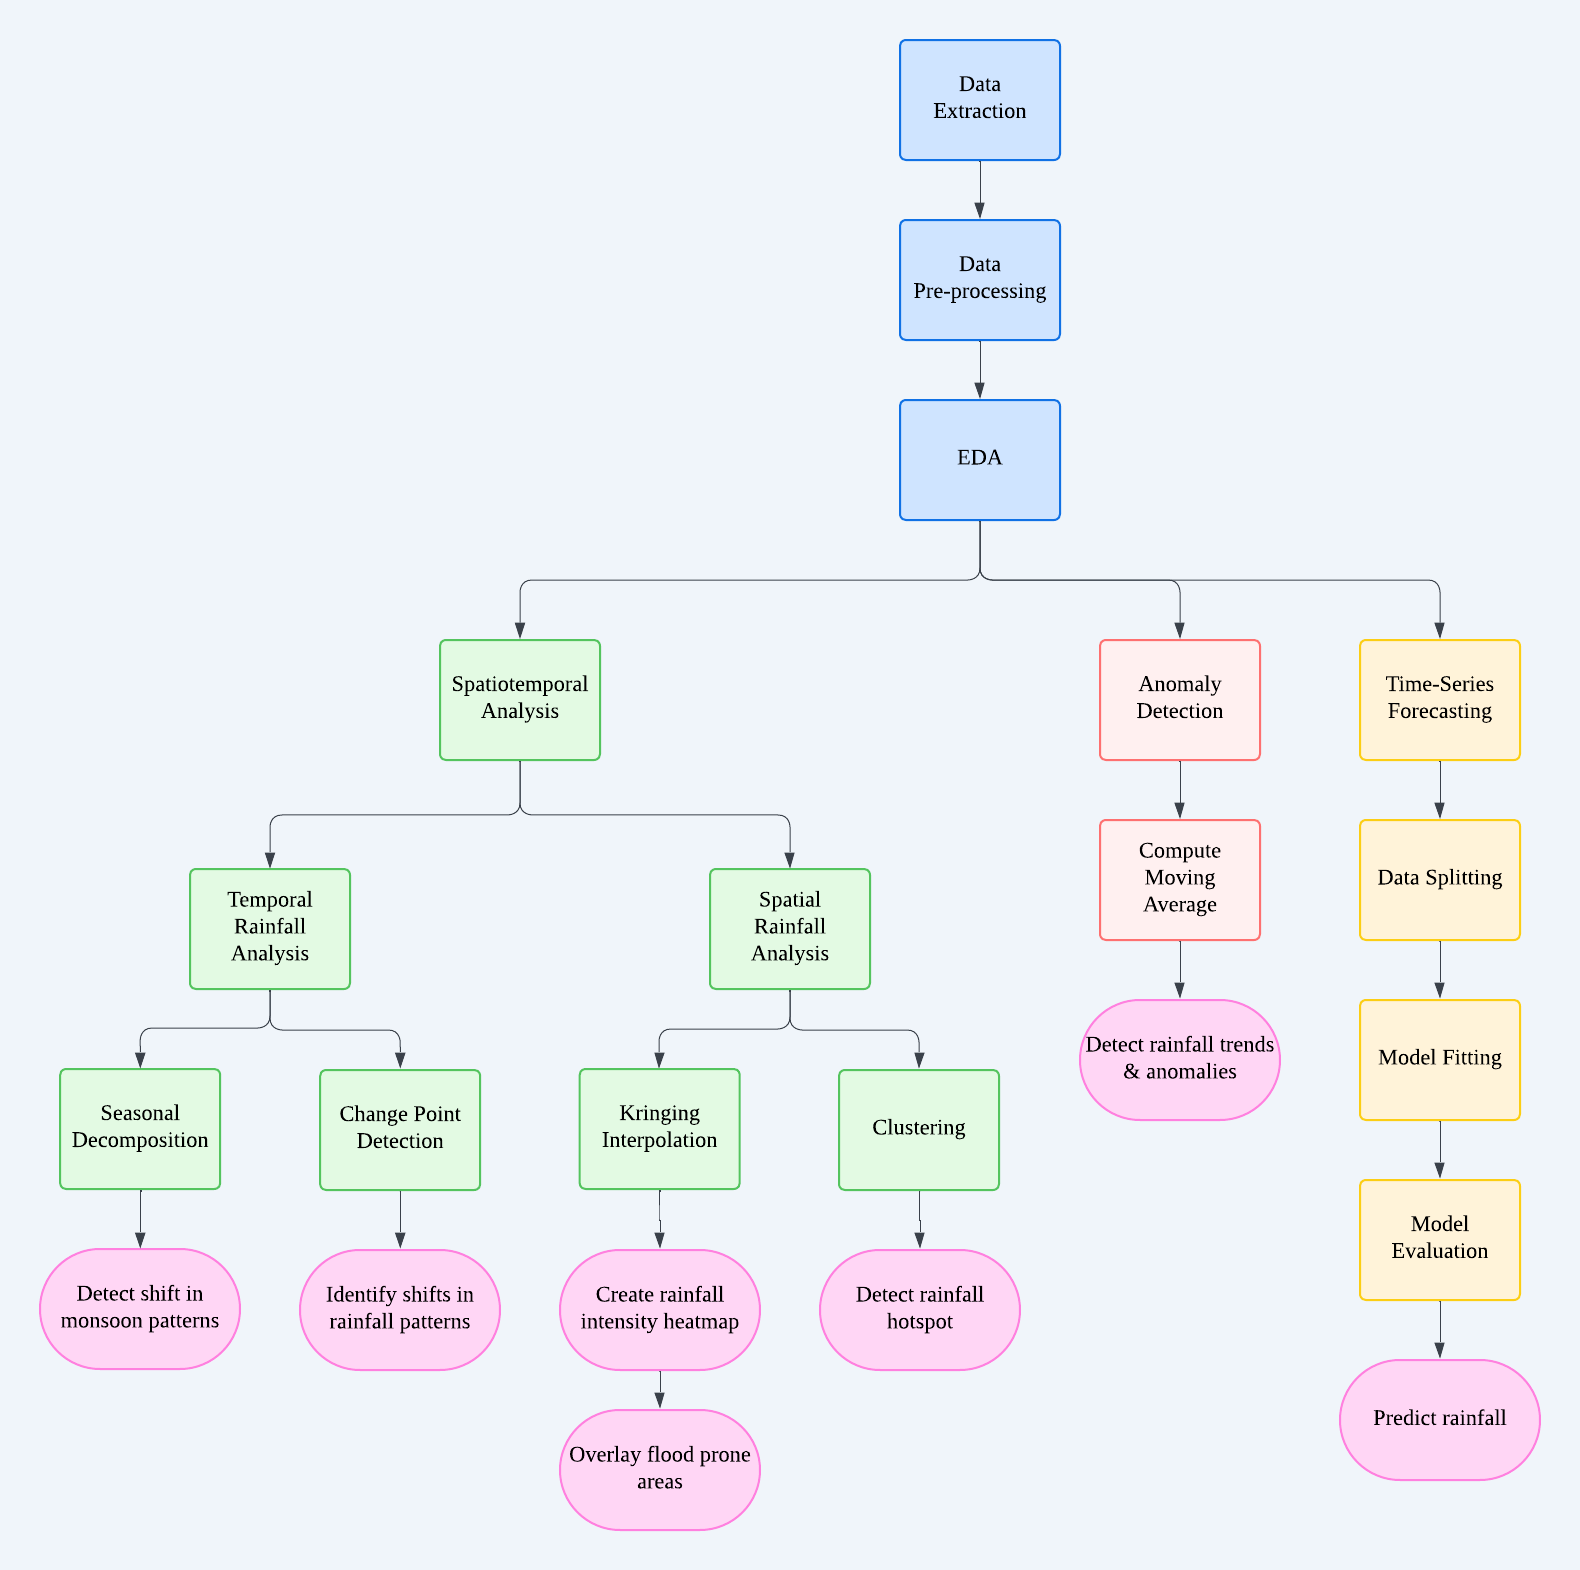 Data
Extraction
Data
Pre-processing
EDA
Spatiotemporal
Analysis
Anomaly
Detection
Time-Series
Forecasting
Temporal
Rainfall
Analysis
Spatial
Rainfall
Analysis
Compute
Moving
Average
Data Splitting
Seasonal
Decomposition
Change Point
Detection
Kringing
Interpolation
Clustering
Detect rainfall trends
& anomalies
Model Fitting
Detect shift in
monsoon patterns
Identify shifts in
rainfall patterns
Create rainfall
intensity heatmap
Detect rainfall
hotspot
Model
Evaluation
Overlay flood prone
areas
Predict rainfall